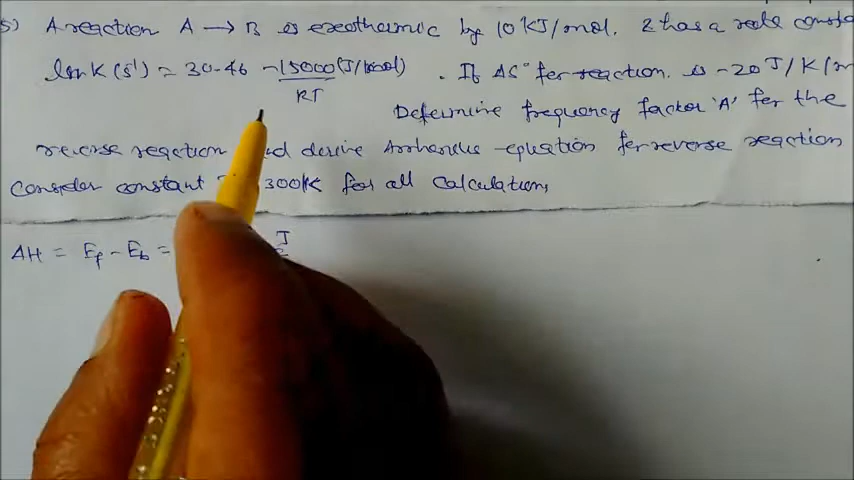 5) A reaction A → B is exothermic by 10 KJ/mol. 2 has a rate consta
ln K (s⁻¹) = 30.46 - 15000 (J/mol) . If ΔS° for reaction. is -20 J/K/m
RT
Determine frequency factor 'A' for the
reverse reaction and derive Arrhenius equation for reverse reaction
Consider constant 300K for all Calculation,
ΔH = Ef - Eb = J